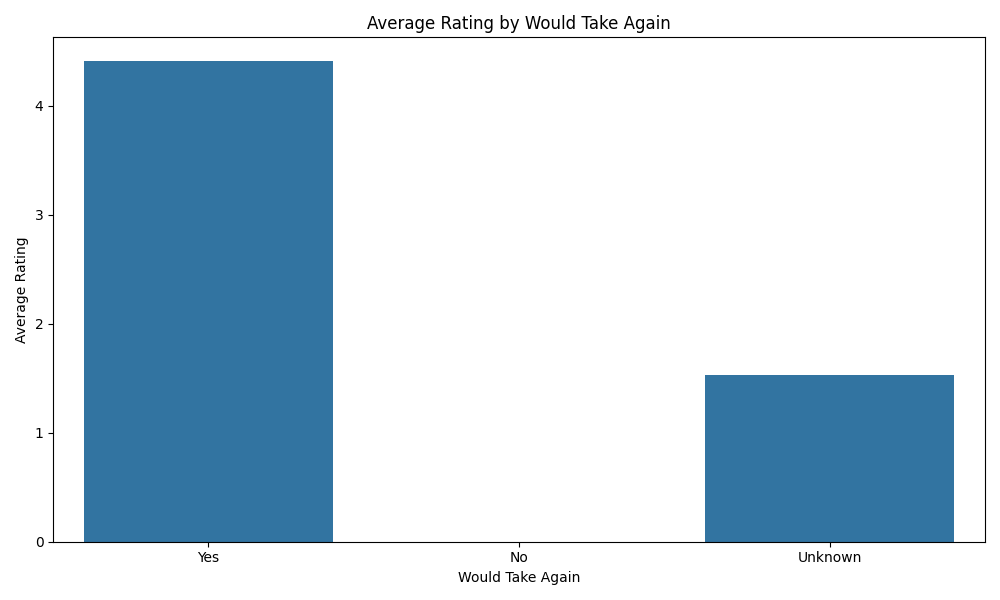 Average Rating by Would Take Again
Average Rating
4
3
2
1
0
Yes
No
Unknown
Would Take Again